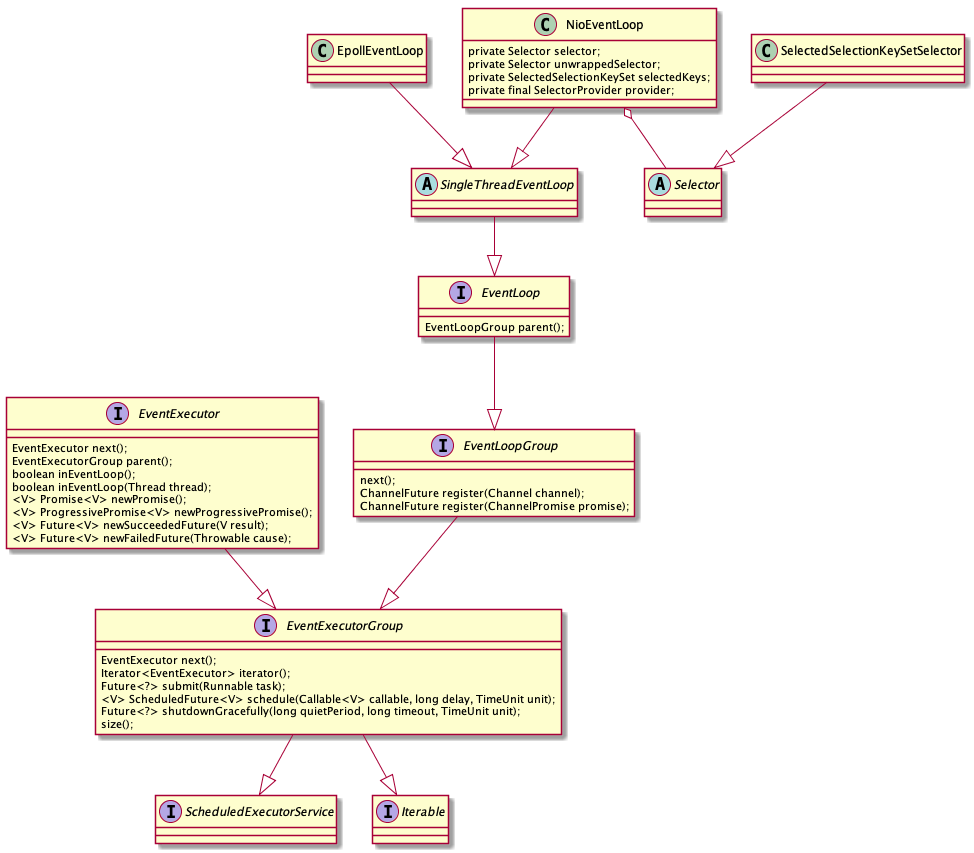 C NioEventLoop
private Selector selector;
private Selector unwrappedSelector;
private SelectedSelectionKeySet selectedKeys;
private final SelectorProvider provider;
C EpollEventLoop
C SelectedSelectionKeySetSelector
A SingleThreadEventLoop
A Selector
I EventLoop
EventLoopGroup parent();
I EventExecutor
EventExecutor next();
EventExecutorGroup parent();
boolean inEventLoop();
boolean inEventLoop(Thread thread);
<V> Promise<V> newPromise();
<V> ProgressivePromise<V> newProgressivePromise();
<V> Future<V> newSucceededFuture(V result);
<V> Future<V> newFailedFuture(Throwable cause);
I EventLoopGroup
next();
ChannelFuture register(Channel channel);
ChannelFuture register(ChannelPromise promise);
I EventExecutorGroup
EventExecutor next();
Iterator<EventExecutor> iterator();
Future<?> submit(Runnable task);
<V> ScheduledFuture<V> schedule(Callable<V> callable, long delay, TimeUnit unit);
Future<?> shutdownGracefully(long quietPeriod, long timeout, TimeUnit unit);
size();
I ScheduledExecutorService
I Iterable